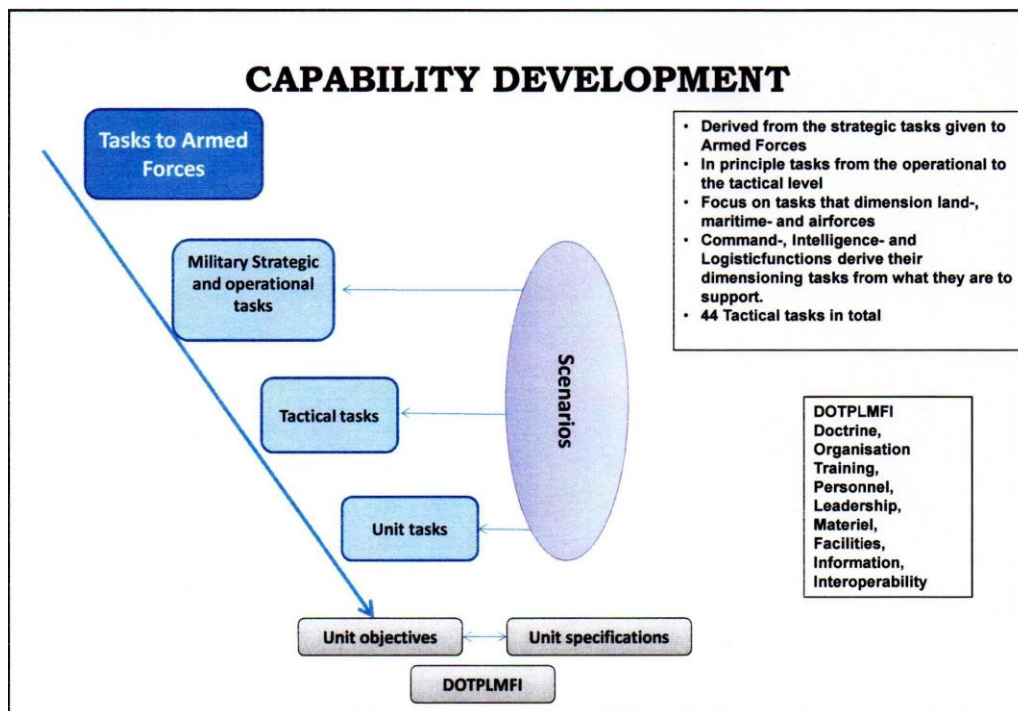 CAPABILITY DEVELOPMENT
Tasks to Armed
Forces
Military Strategic
and operational
tasks
Tactical tasks
Unit tasks
Scenarios
Unit objectives
Unit specifications
DOTPLMFI
• Derived from the strategic tasks given to
Armed Forces
• In principle tasks from the operational to
the tactical level
• Focus on tasks that dimension land-,
maritime- and airforces
• Command-, Intelligence- and
Logisticfunctions derive their
dimensioning tasks from what they are to
support.
• 44 Tactical tasks in total
DOTPLMFI
Doctrine,
Organisation
Training,
Personnel,
Leadership,
Materiel,
Facilities,
Information,
Interoperability